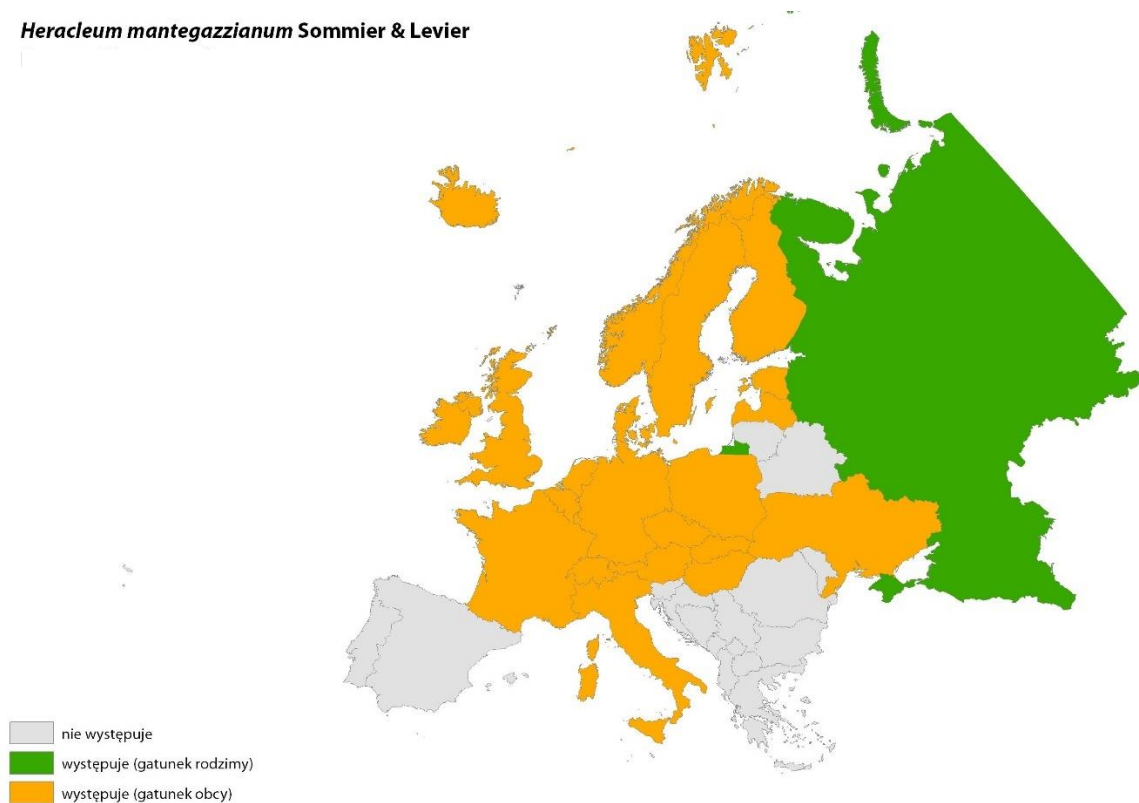 Heracleum mantegazzianum Sommier & Levier
nie występuje
występuje (gatunek rodzimy)
występuje (gatunek obcy)